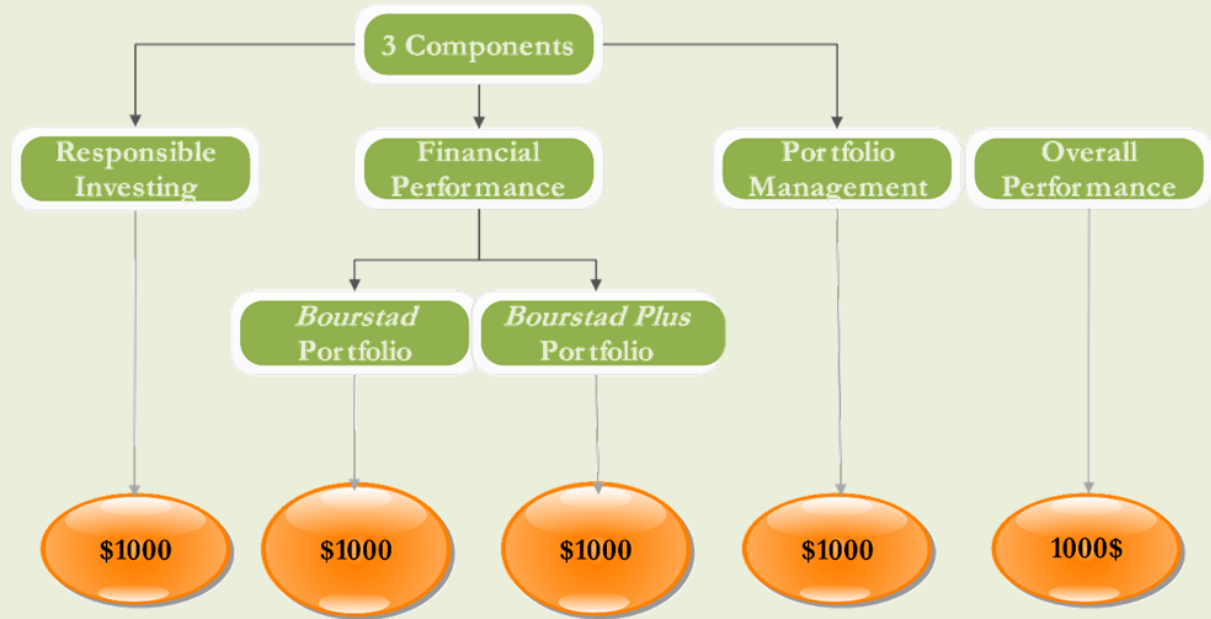 3 Components
Responsible
Investing
Financial
Performance
Portfolio
Management
Overall
Performance
Bourstad
Portfolio
Bourstad Plus
Portfolio
$1000
$1000
$1000
$1000
1000$